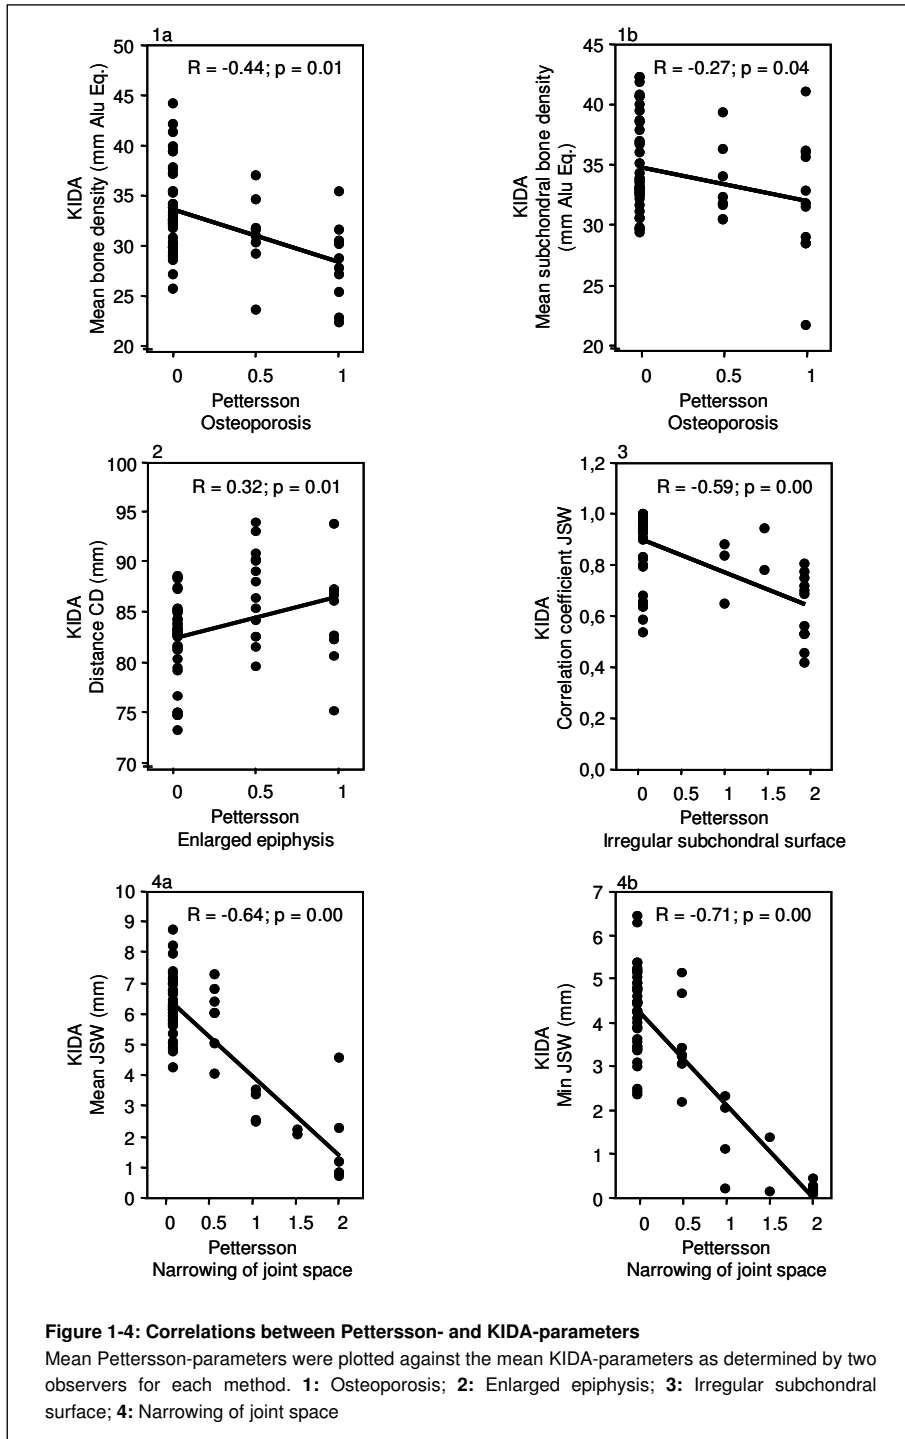 1a
R = -0.44; p = 0.01
50
45
40
35
30
25
20
KIDA
Mean bone density (mm Alu Eq.)
0 0.5 1
Pettersson
Osteoporosis
1b
R = -0.27; p = 0.04
45
40
35
30
25
20
KIDA
Mean subchondral bone density
(mm Alu Eq.)
0 0.5 1
Pettersson
Osteoporosis
2
R = 0.32; p = 0.01
100
95
90
85
80
75
70
KIDA
Distance CD (mm)
0 0.5 1
Pettersson
Enlarged epiphysis
3
R = -0.59; p = 0.00
1,2
1,0
0,8
0,6
0,4
0,2
0,0
KIDA
Correlation coefficient JSW
0 0.5 1 1.5 2
Pettersson
Irregular subchondral surface
4a
R = -0.64; p = 0.00
10
9
8
7
6
5
4
3
2
1
0
KIDA
Mean JSW (mm)
0 0.5 1 1.5 2
Pettersson
Narrowing of joint space
4b
R = -0.71; p = 0.00
7
6
5
4
3
2
1
0
KIDA
Min JSW (mm)
0 0.5 1 1.5 2
Pettersson
Narrowing of joint space
Figure 1-4: Correlations between Pettersson- and KIDA-parameters
Mean Pettersson-parameters were plotted against the mean KIDA-parameters as determined by two
observers for each method. 1: Osteoporosis; 2: Enlarged epiphysis; 3: Irregular subchondral
surface; 4: Narrowing of joint space